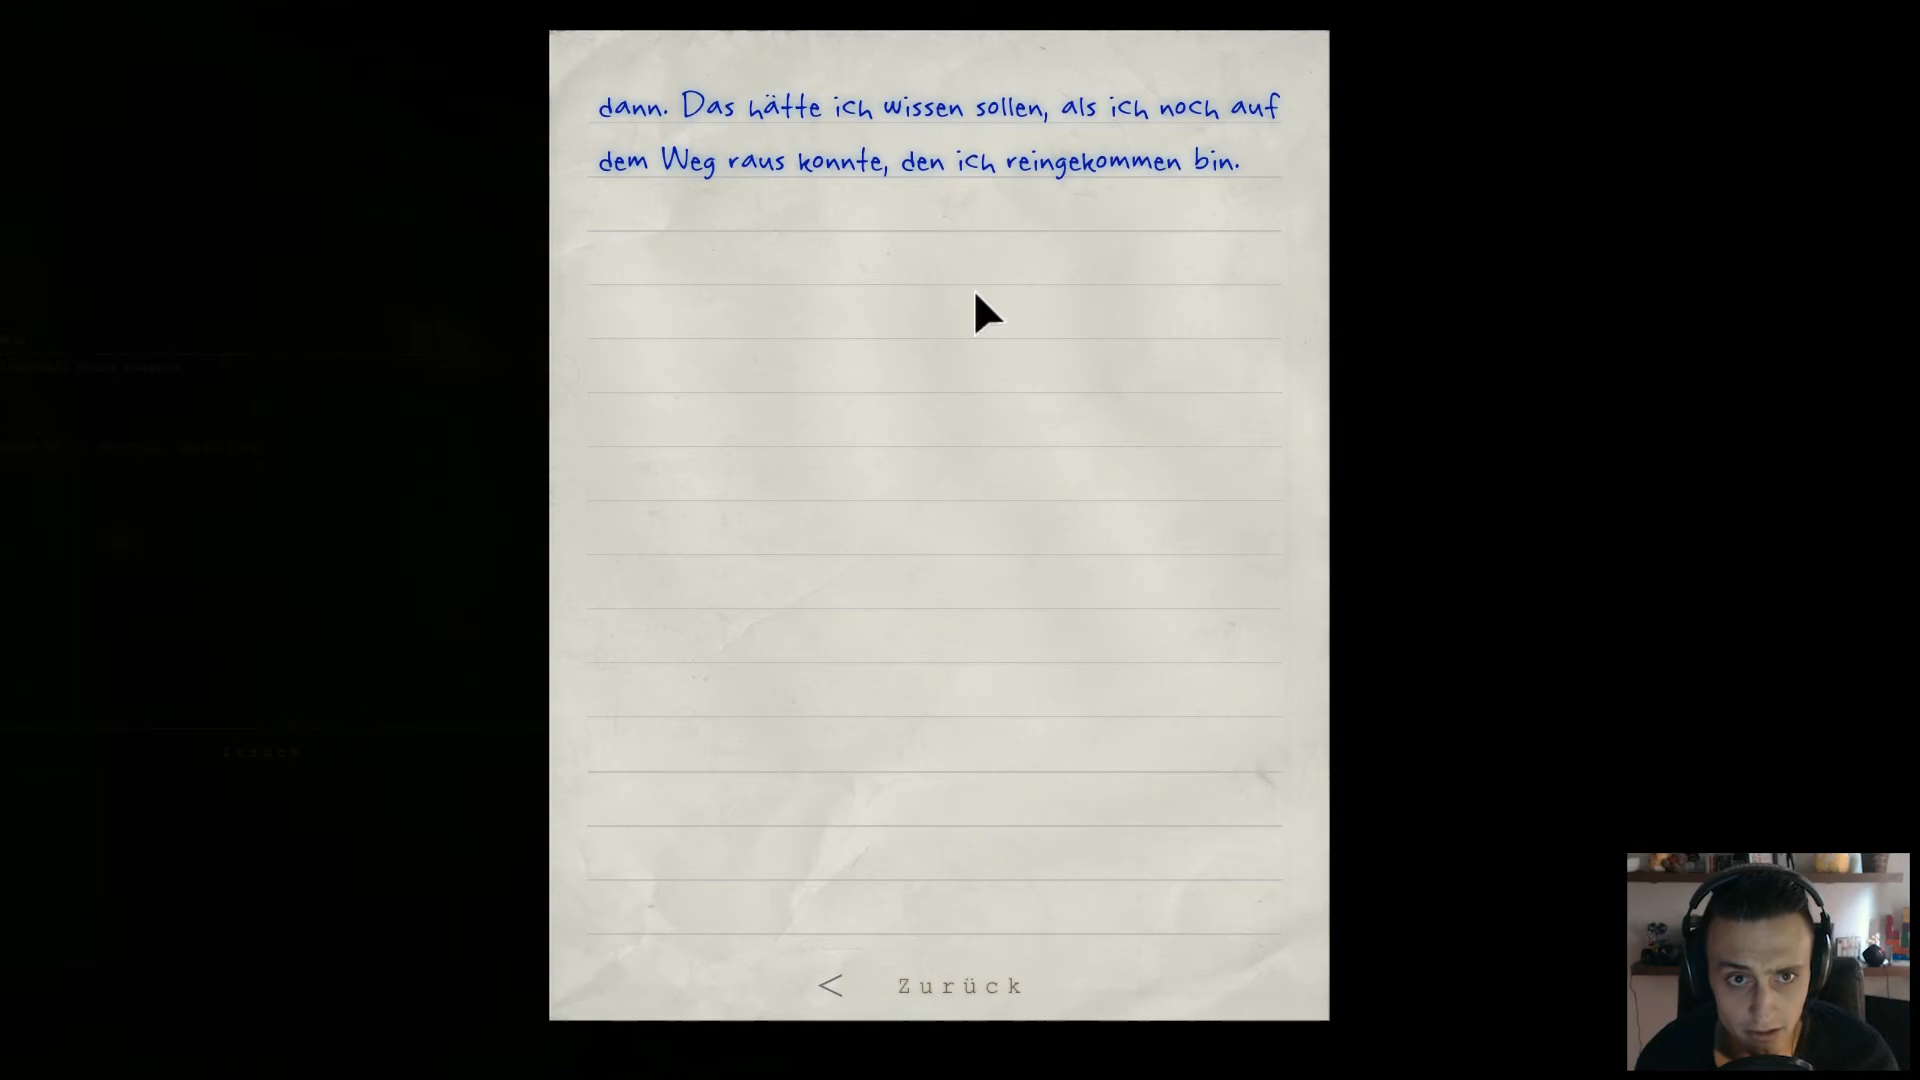 dann. Das hätte ich wissen sollen, als ich noch auf
dem Weg raus konnte, den ich reingekommen bin.
Zurück
< Zurück